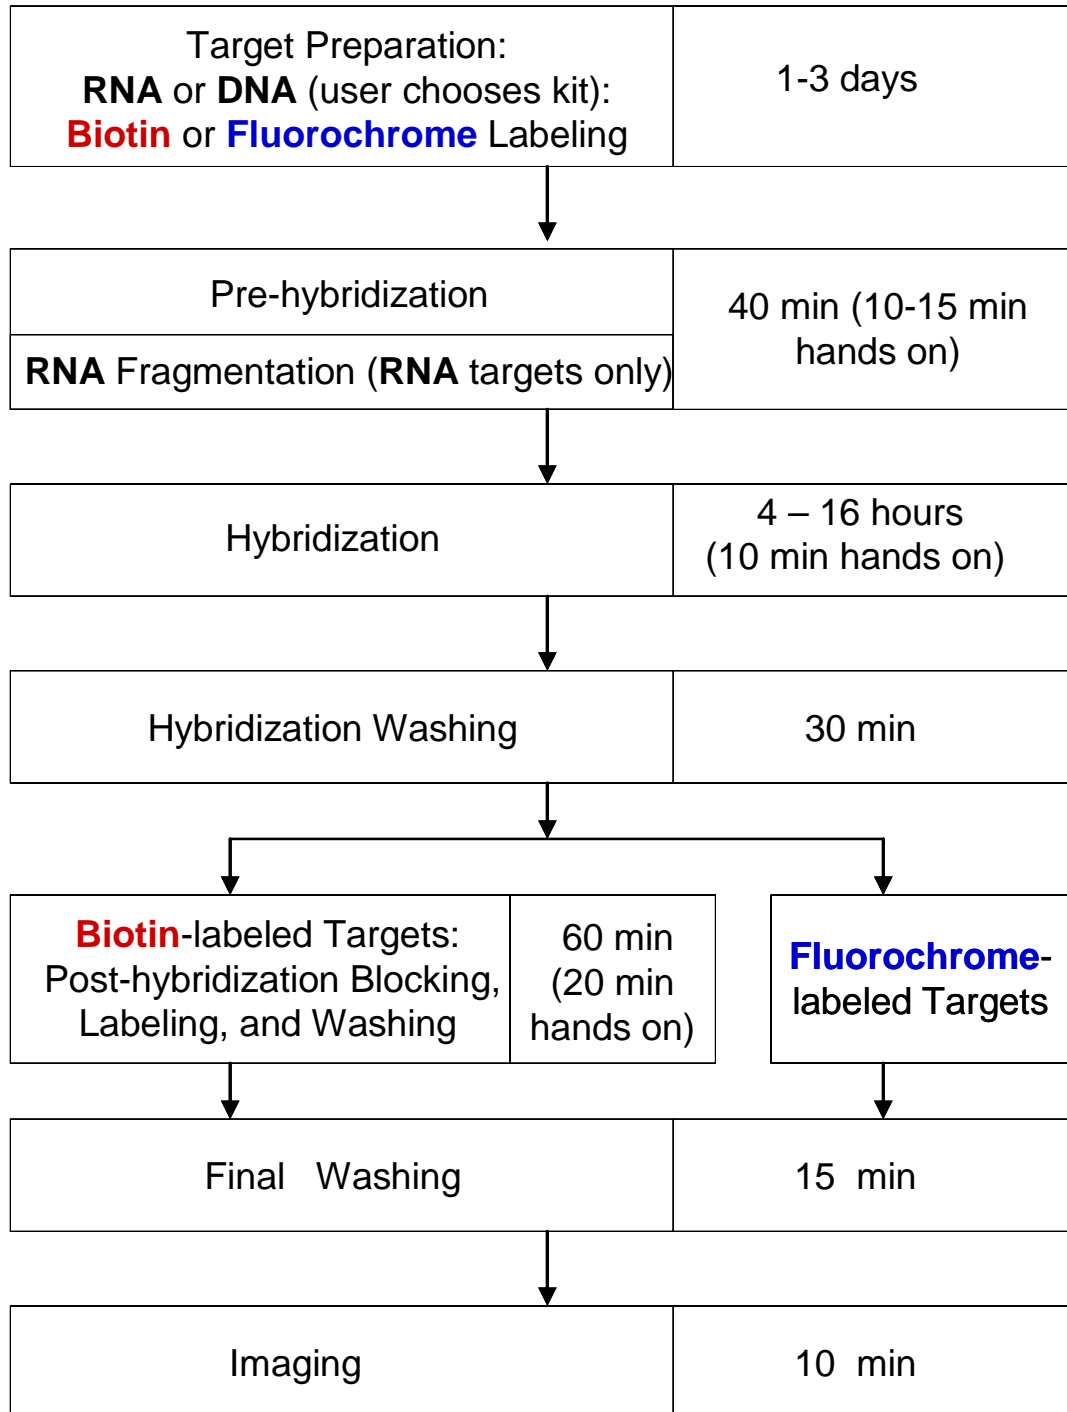 Target Preparation:
RNA or DNA (user chooses kit):
Biotin or Fluorochrome Labeling
1-3 days
Pre-hybridization
RNA Fragmentation (RNA targets only)
40 min (10-15 min
hands on)
Hybridization
4 – 16 hours
(10 min hands on)
Hybridization Washing
30 min
Biotin-labeled Targets:
Post-hybridization Blocking,
Labeling, and Washing
60 min
(20 min
hands on)
Fluorochrome-
labeled Targets
Final Washing
15 min
Imaging
10 min